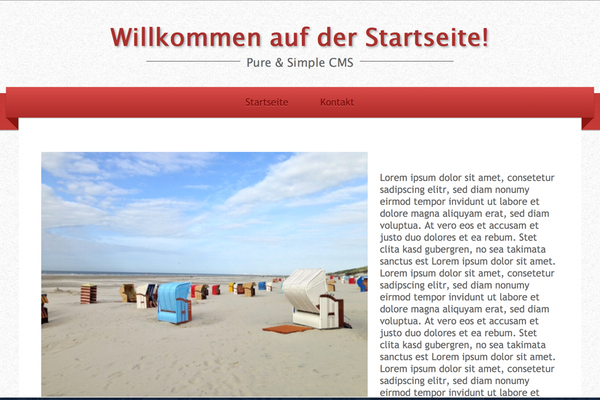 Willkommen auf der Startseite!
Pure & Simple CMS
Startseite Kontakt
Lorem ipsum dolor sit amet, consetetur
sadipscing elitr, sed diam nonumy
eirmod tempor invidunt ut labore et
dolore magna aliquyam erat, sed diam
voluptua. At vero eos et accusam et
justo duo dolores et ea rebum. Stet
clita kasd gubergren, no sea takimata
sanctus est Lorem ipsum dolor sit amet.
Lorem ipsum dolor sit amet, consetetur
sadipscing elitr, sed diam nonumy
eirmod tempor invidunt ut labore et
dolore magna aliquyam erat, sed diam
voluptua. At vero eos et accusam et
justo duo dolores et ea rebum. Stet
clita kasd gubergren, no sea takimata
sanctus est Lorem ipsum dolor sit amet.
Lorem ipsum dolor sit amet, consetetur
sadipscing elitr, sed diam nonumy
eirmod tempor invidunt ut labore et